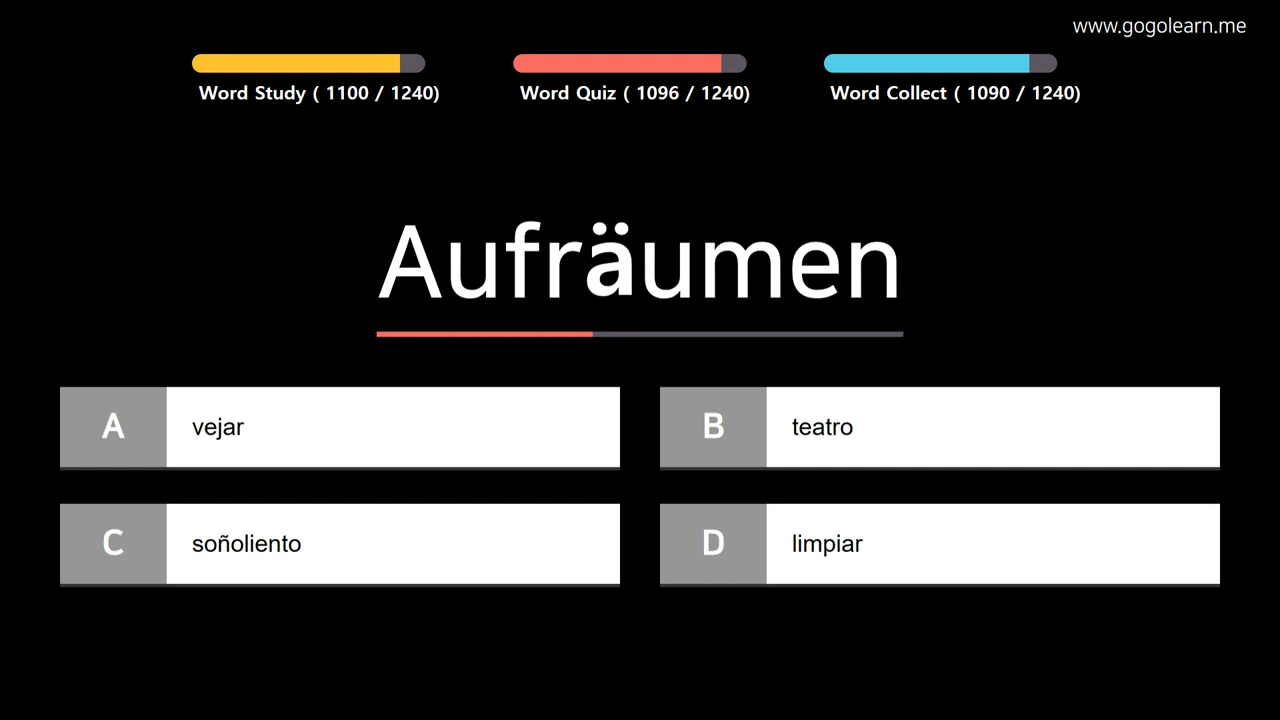 www.gogolearn.me
Word Study ( 1100 / 1240)
Word Quiz ( 1096 / 1240)
Word Collect ( 1090 / 1240)
Aufräumen
A vejar
B teatro
C soñoliento
D limpiar